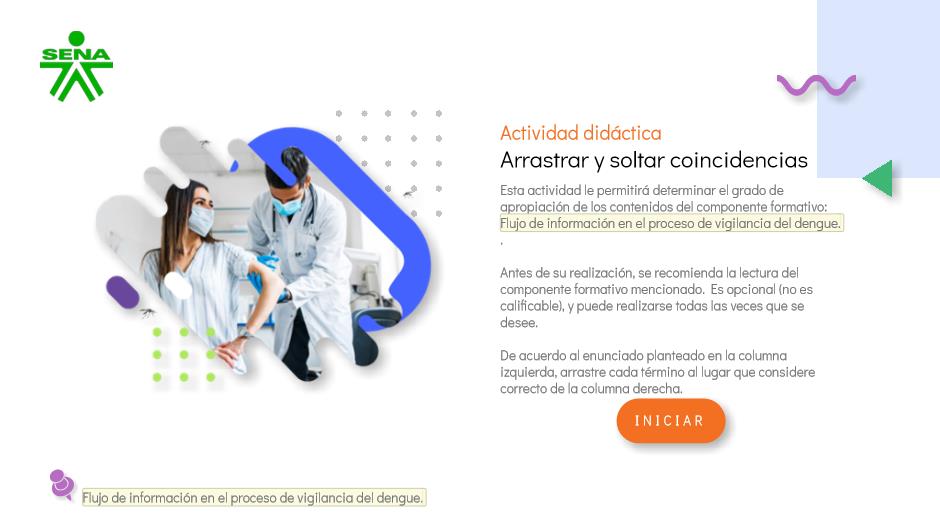 SENA
Actividad didáctica
Arrastrar y soltar coincidencias
Esta actividad le permitirá determinar el grado de
apropiación de los contenidos del componente formativo:
Flujo de información en el proceso de vigilancia del dengue.
.
Antes de su realización, se recomienda la lectura del
componente formativo mencionado. Es opcional (no es
calificable), y puede realizarse todas las veces que se
desee.
De acuerdo al enunciado planteado en la columna
izquierda, arrastre cada término al lugar que considere
correcto de la columna derecha.
INICIAR
Flujo de información en el proceso de vigilancia del dengue.